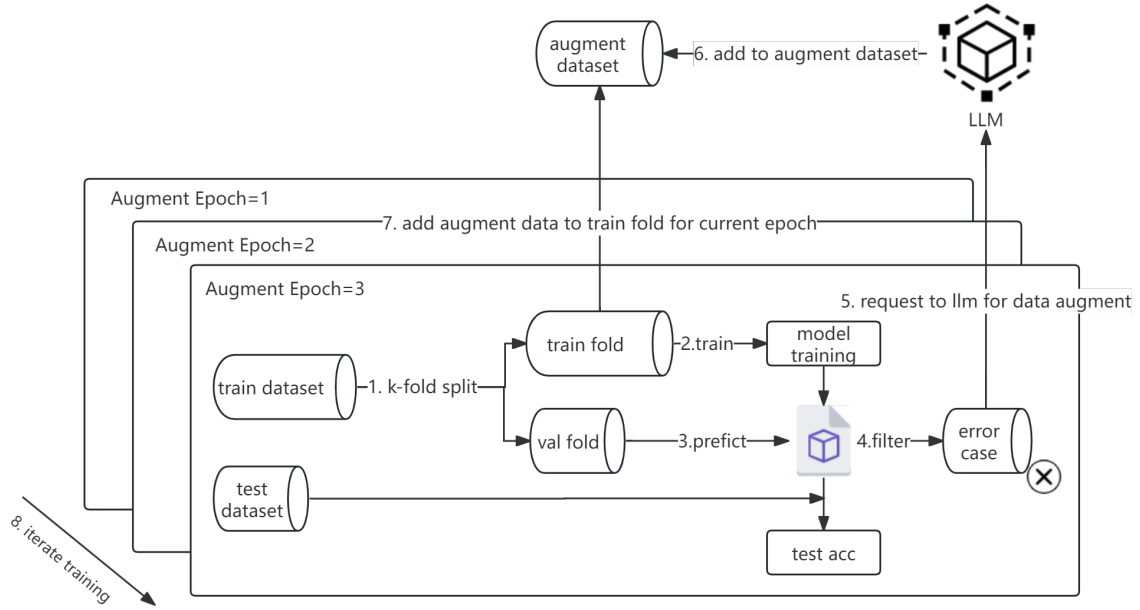 augment
dataset
6. add to augment dataset
LLM
Augment Epoch=1
7. add augment data to train fold for current epoch
Augment Epoch=2
Augment Epoch=3
5. request to llm for data augment
train fold
2.train
model
training
train dataset
1. k-fold split
val fold
3.prefict
4.filter
error
case
test
dataset
8. iterate training
test acc